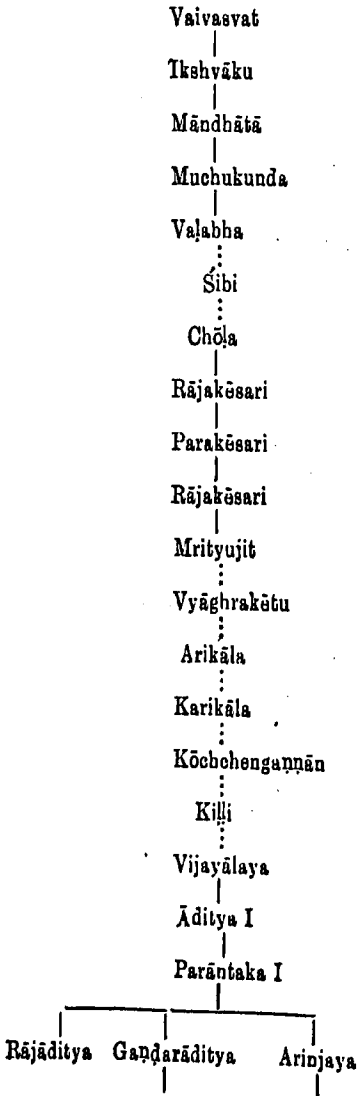 Vaivasvat
Ikshvāku
Māndhātā
Muchukunda
Vaḷabha
Śibi
Chōḷa
Rājakēsari
Parakēsari
Rājakēsari
Mrityujit
Vyāghrakētu
Arikāla
Karikāla
Kōchchengaṇṇān
Kiḷḷi
Vijayālaya
Āditya I
Parāntaka I
Rājāditya Gaṇḍarāditya Arinjaya